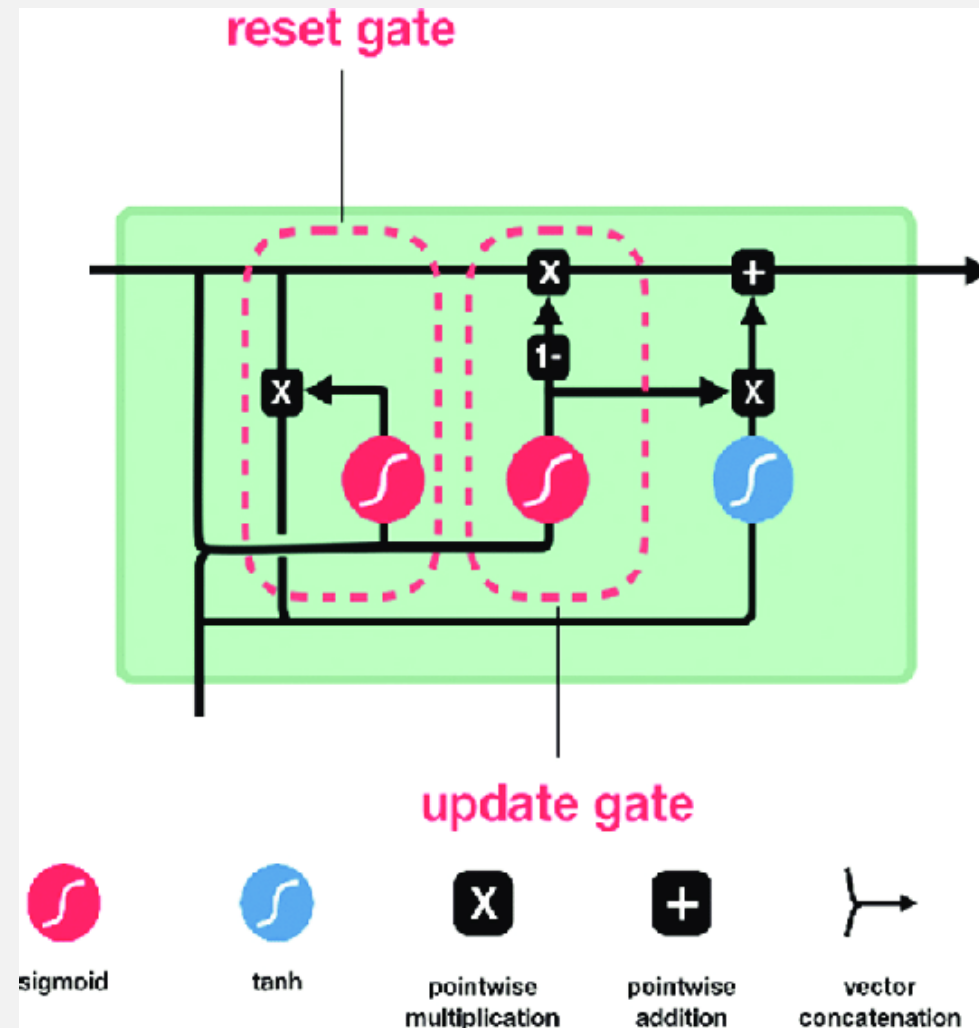 reset gate
X
+
1-
X
X
update gate
X
+
sigmoid
tanh
pointwise
multiplication
pointwise
addition
vector
concatenation